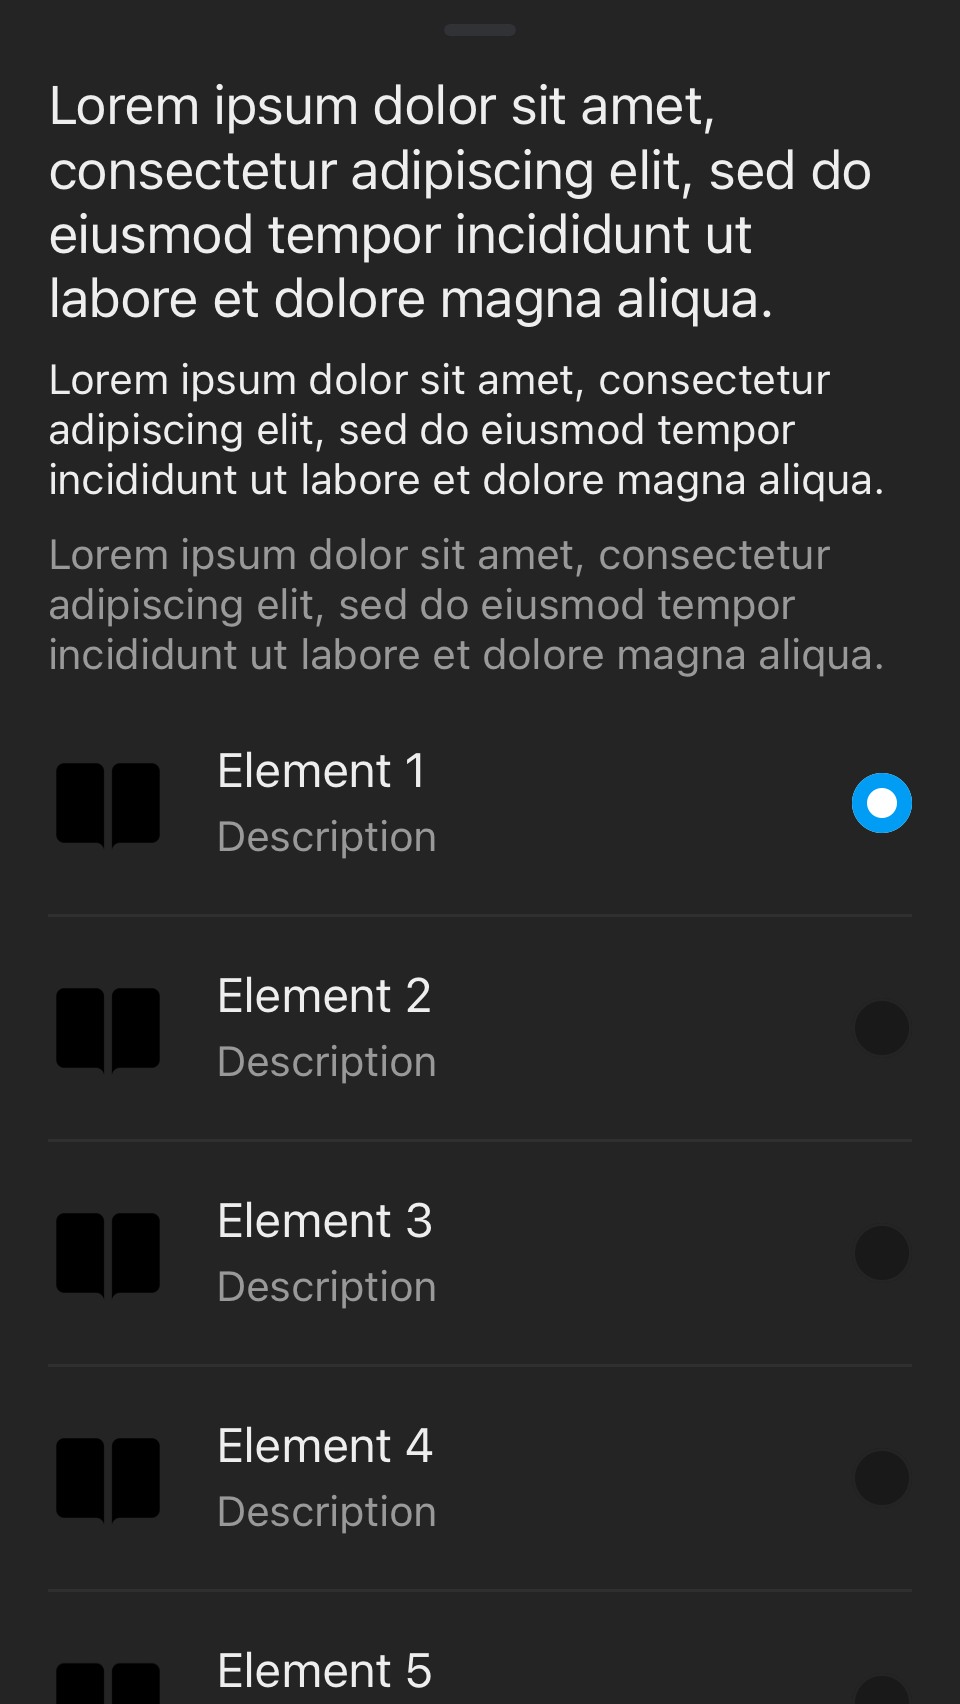 Lorem ipsum dolor sit amet,
consectetur adipiscing elit, sed do
eiusmod tempor incididunt ut
labore et dolore magna aliqua.
Lorem ipsum dolor sit amet, consectetur
adipiscing elit, sed do eiusmod tempor
incididunt ut labore et dolore magna aliqua.
Lorem ipsum dolor sit amet, consectetur
adipiscing elit, sed do eiusmod tempor
incididunt ut labore et dolore magna aliqua.
Element 1
Description
Element 2
Description
Element 3
Description
Element 4
Description
Element 5